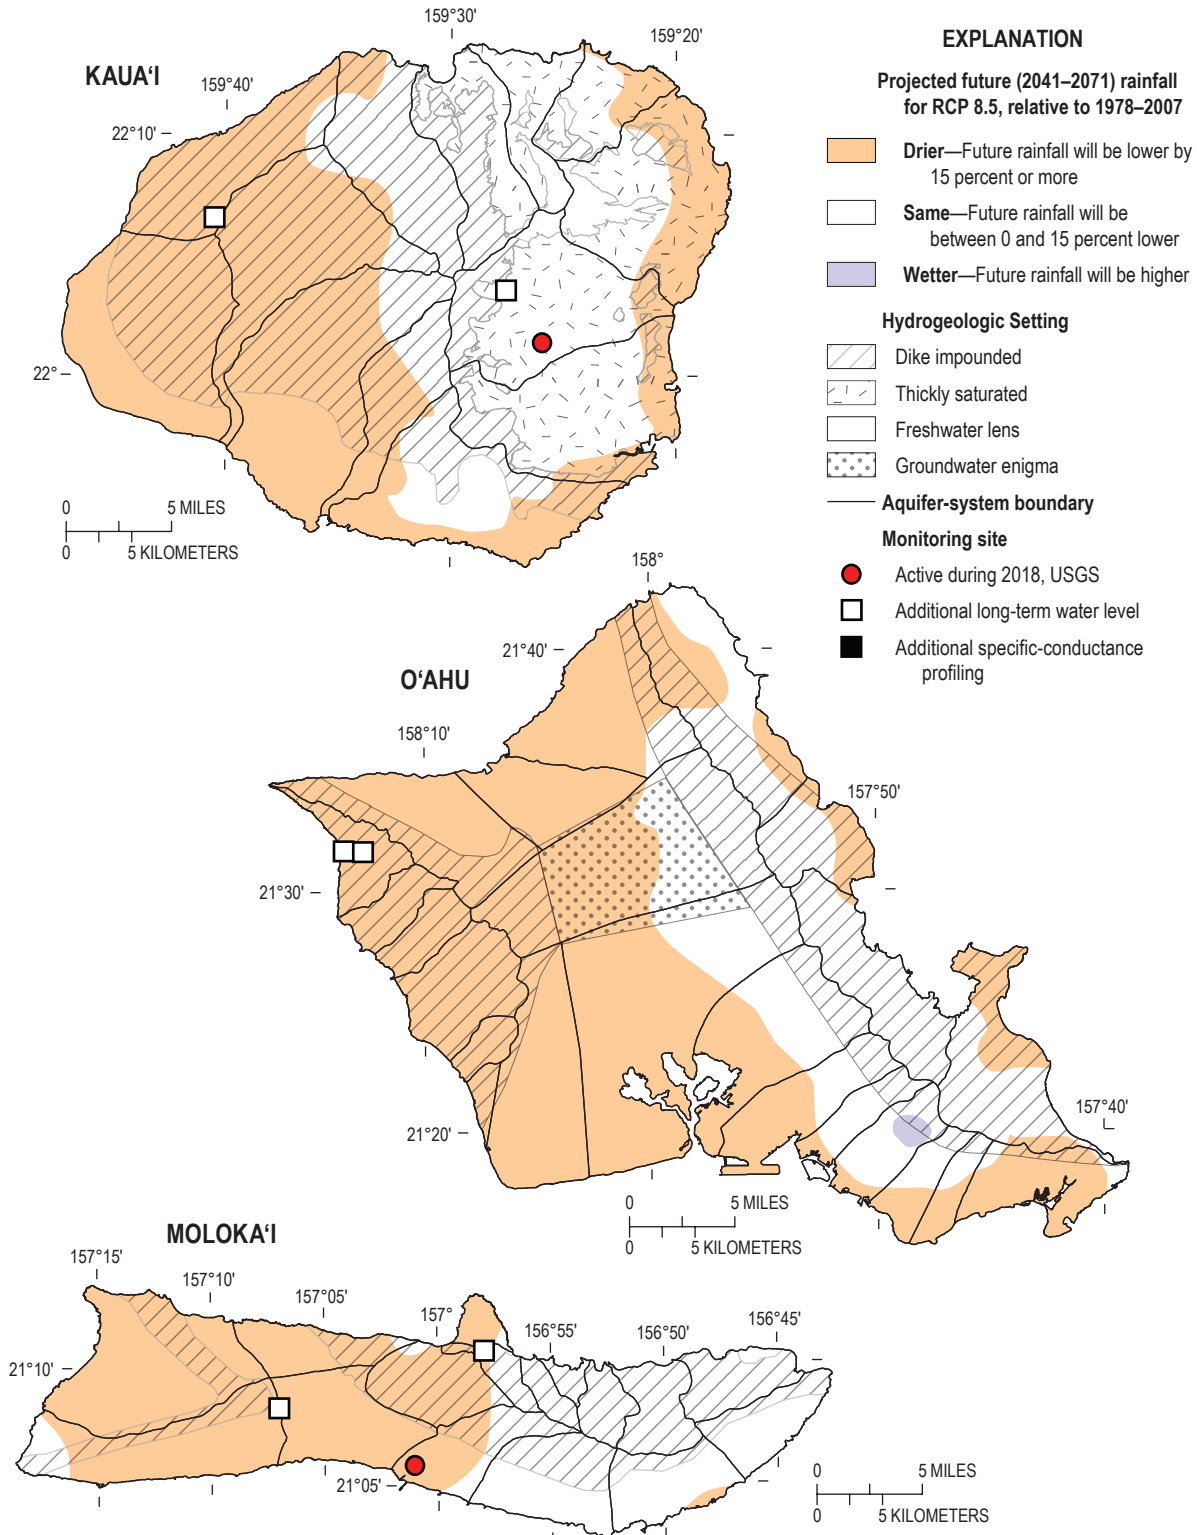 KAUAʻI
159°40'
159°30'
159°20'
22°10'
22°
0 5 MILES
0 5 KILOMETERS
EXPLANATION
Projected future (2041–2071) rainfall
for RCP 8.5, relative to 1978–2007
Drier—Future rainfall will be lower by
15 percent or more
Same—Future rainfall will be
between 0 and 15 percent lower
Wetter—Future rainfall will be higher
Hydrogeologic Setting
Dike impounded
Thickly saturated
Freshwater lens
Groundwater enigma
Aquifer-system boundary
Monitoring site
Active during 2018, USGS
Additional long-term water level
Additional specific-conductance
profiling
OʻAHU
158°
21°40'
158°10'
157°50'
21°30'
157°40'
21°20'
0 5 MILES
0 5 KILOMETERS
MOLOKAʻI
157°15'
157°10'
157°05'
157°
156°55'
156°50'
156°45'
21°10'
21°05'
0 5 MILES
0 5 KILOMETERS